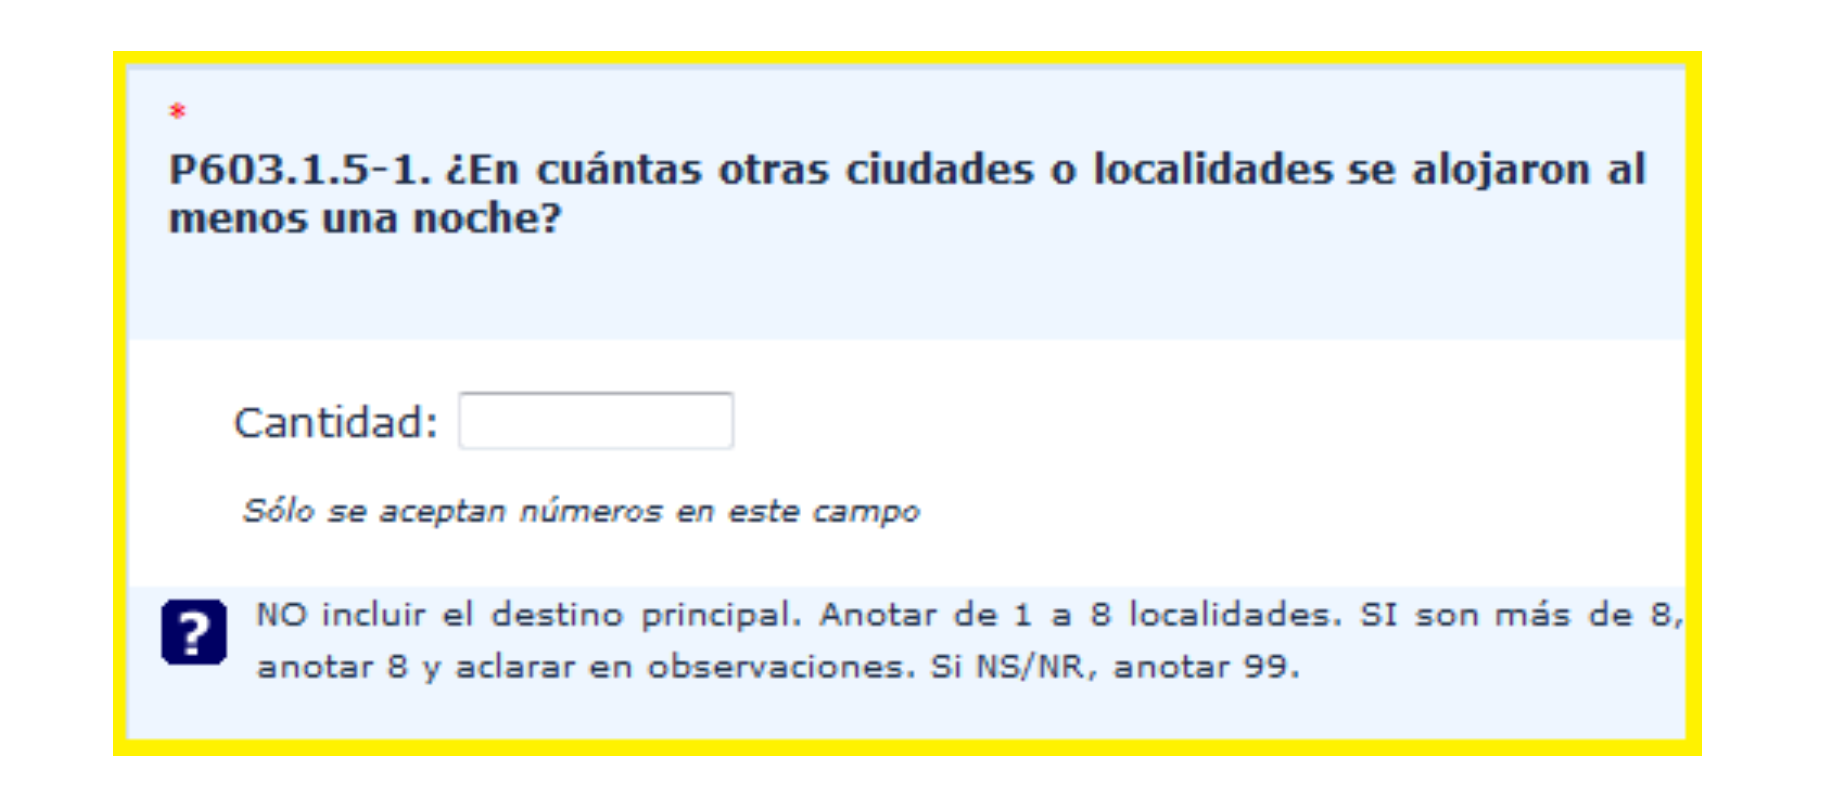 *
P603.1.5-1. ¿En cuántas otras ciudades o localidades se alojaron al
menos una noche?
Cantidad:
Sólo se aceptan números en este campo
? NO incluir el destino principal. Anotar de 1 a 8 localidades. SI son más de 8,
anotar 8 y aclarar en observaciones. Si NS/NR, anotar 99.